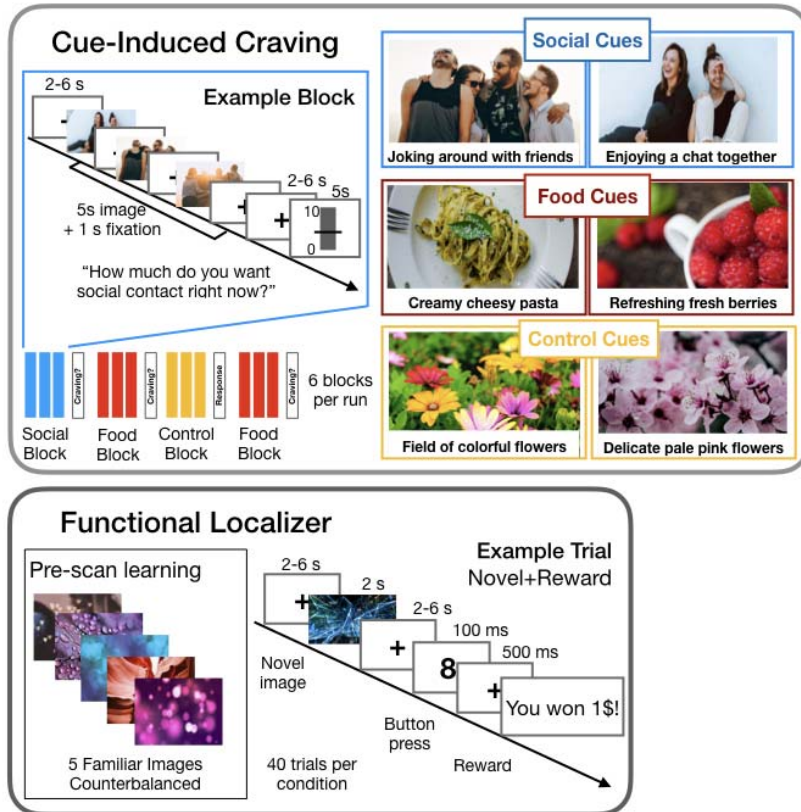 Cue-Induced Craving
2-6 s
Example Block
5s image
+ 1 s fixation
2-6 s
5s
10
0
“How much do you want
social contact right now?”
Craving?
Craving?
Response
Craving?
6 blocks
per run
Social
Block
Food
Block
Control
Block
Food
Block
Social Cues
Joking around with friends
Enjoying a chat together
Food Cues
Creamy cheesy pasta
Refreshing fresh berries
Control Cues
Field of colorful flowers
Delicate pale pink flowers
Functional Localizer
Pre-scan learning
5 Familiar Images
Counterbalanced
Example Trial
Novel+Reward
2-6 s
2 s
2-6 s
100 ms
500 ms
Novel
image
8
You won 1$!
Button
press
Reward
40 trials per
condition